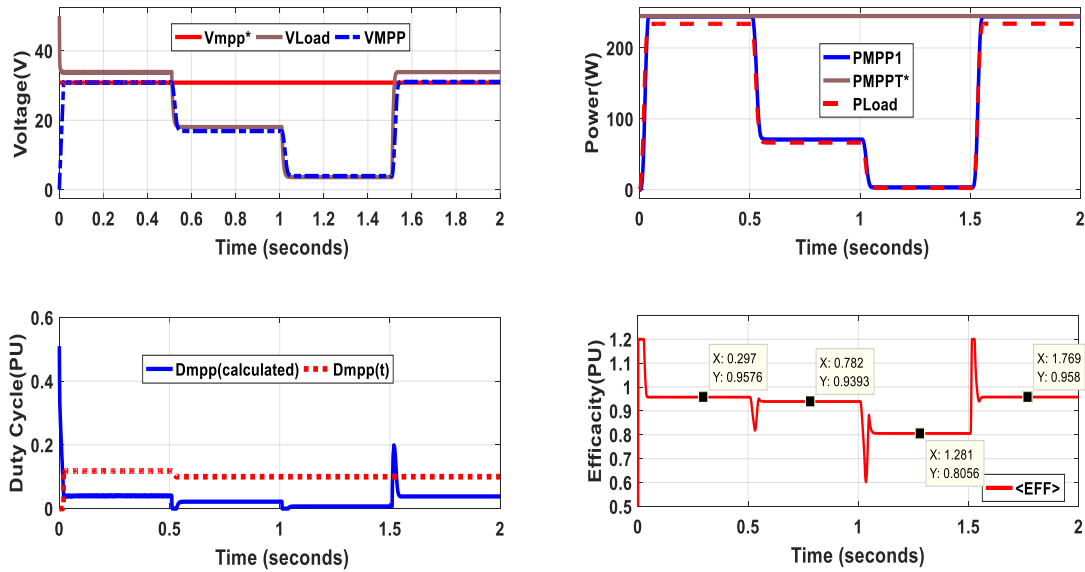 Voltage(V)
40
20
0
Vmpp* VLoad VMPP
0 0.2 0.4 0.6 0.8 1 1.2 1.4 1.6 1.8 2
Time (seconds)
Power(W)
200
100
0
PMPP1
PMPPT*
PLoad
0 0.5 1 1.5 2
Time (seconds)
Duty Cycle(PU)
0.6
0.4
0.2
0
Dmpp(calculated) Dmpp(t)
0 0.5 1 1.5 2
Time (seconds)
Efficacity(PU)
1.2
1.1
1
0.9
0.8
0.7
0.6
0.5
X: 0.297
Y: 0.9576
X: 0.782
Y: 0.9393
X: 1.769
Y: 0.958
X: 1.281
Y: 0.8056
<EFF>
0 0.5 1 1.5 2
Time (seconds)